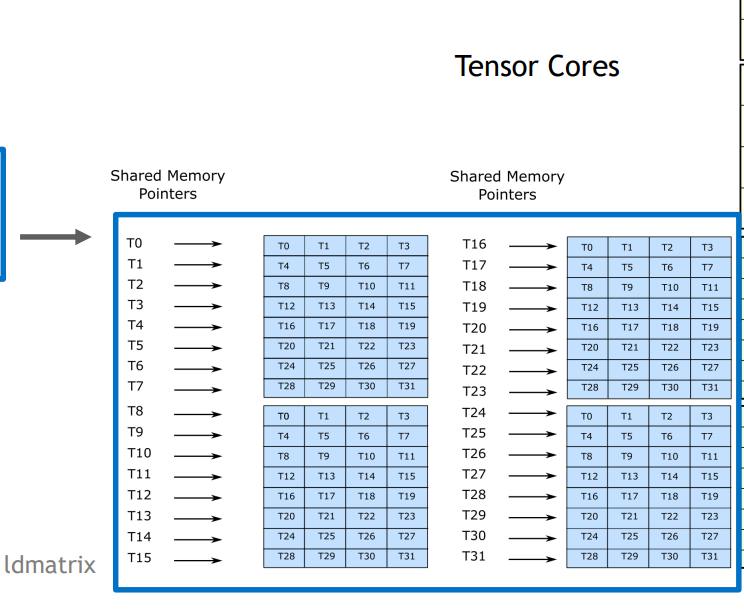 Tensor Cores
Shared Memory
Pointers
Shared Memory
Pointers
T0 T0 T1 T2 T3
T1 T4 T5 T6 T7
T2 T8 T9 T10 T11
T3 T12 T13 T14 T15
T4 T16 T17 T18 T19
T5 T20 T21 T22 T23
T6 T24 T25 T26 T27
T7 T28 T29 T30 T31
T8 T0 T1 T2 T3
T9 T4 T5 T6 T7
T10 T8 T9 T10 T11
T11 T12 T13 T14 T15
T12 T16 T17 T18 T19
T13 T20 T21 T22 T23
T14 T24 T25 T26 T27
T15 T28 T29 T30 T31
T16 T0 T1 T2 T3
T17 T4 T5 T6 T7
T18 T8 T9 T10 T11
T19 T12 T13 T14 T15
T20 T16 T17 T18 T19
T21 T20 T21 T22 T23
T22 T24 T25 T26 T27
T23 T28 T29 T30 T31
T24 T0 T1 T2 T3
T25 T4 T5 T6 T7
T26 T8 T9 T10 T11
T27 T12 T13 T14 T15
T28 T16 T17 T18 T19
T29 T20 T21 T22 T23
T30 T24 T25 T26 T27
T31 T28 T29 T30 T31
ldmatrix